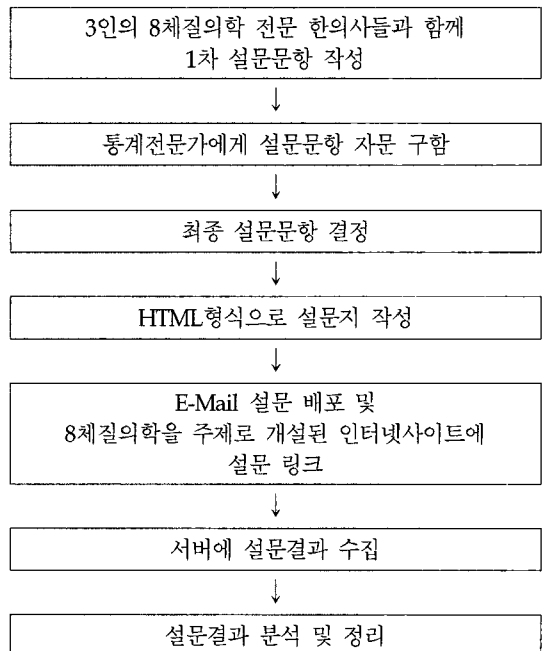 3인의 8체질의학 전문 한의사들과 함께
1차 설문문항 작성
↓
통계전문가에게 설문문항 자문 구함
↓
최종 설문문항 결정
↓
HTML형식으로 설문지 작성
↓
E-Mail 설문 배포 및
8체질의학을 주제로 개설된 인터넷사이트에
설문 링크
↓
서버에 설문결과 수집
↓
설문결과 분석 및 정리